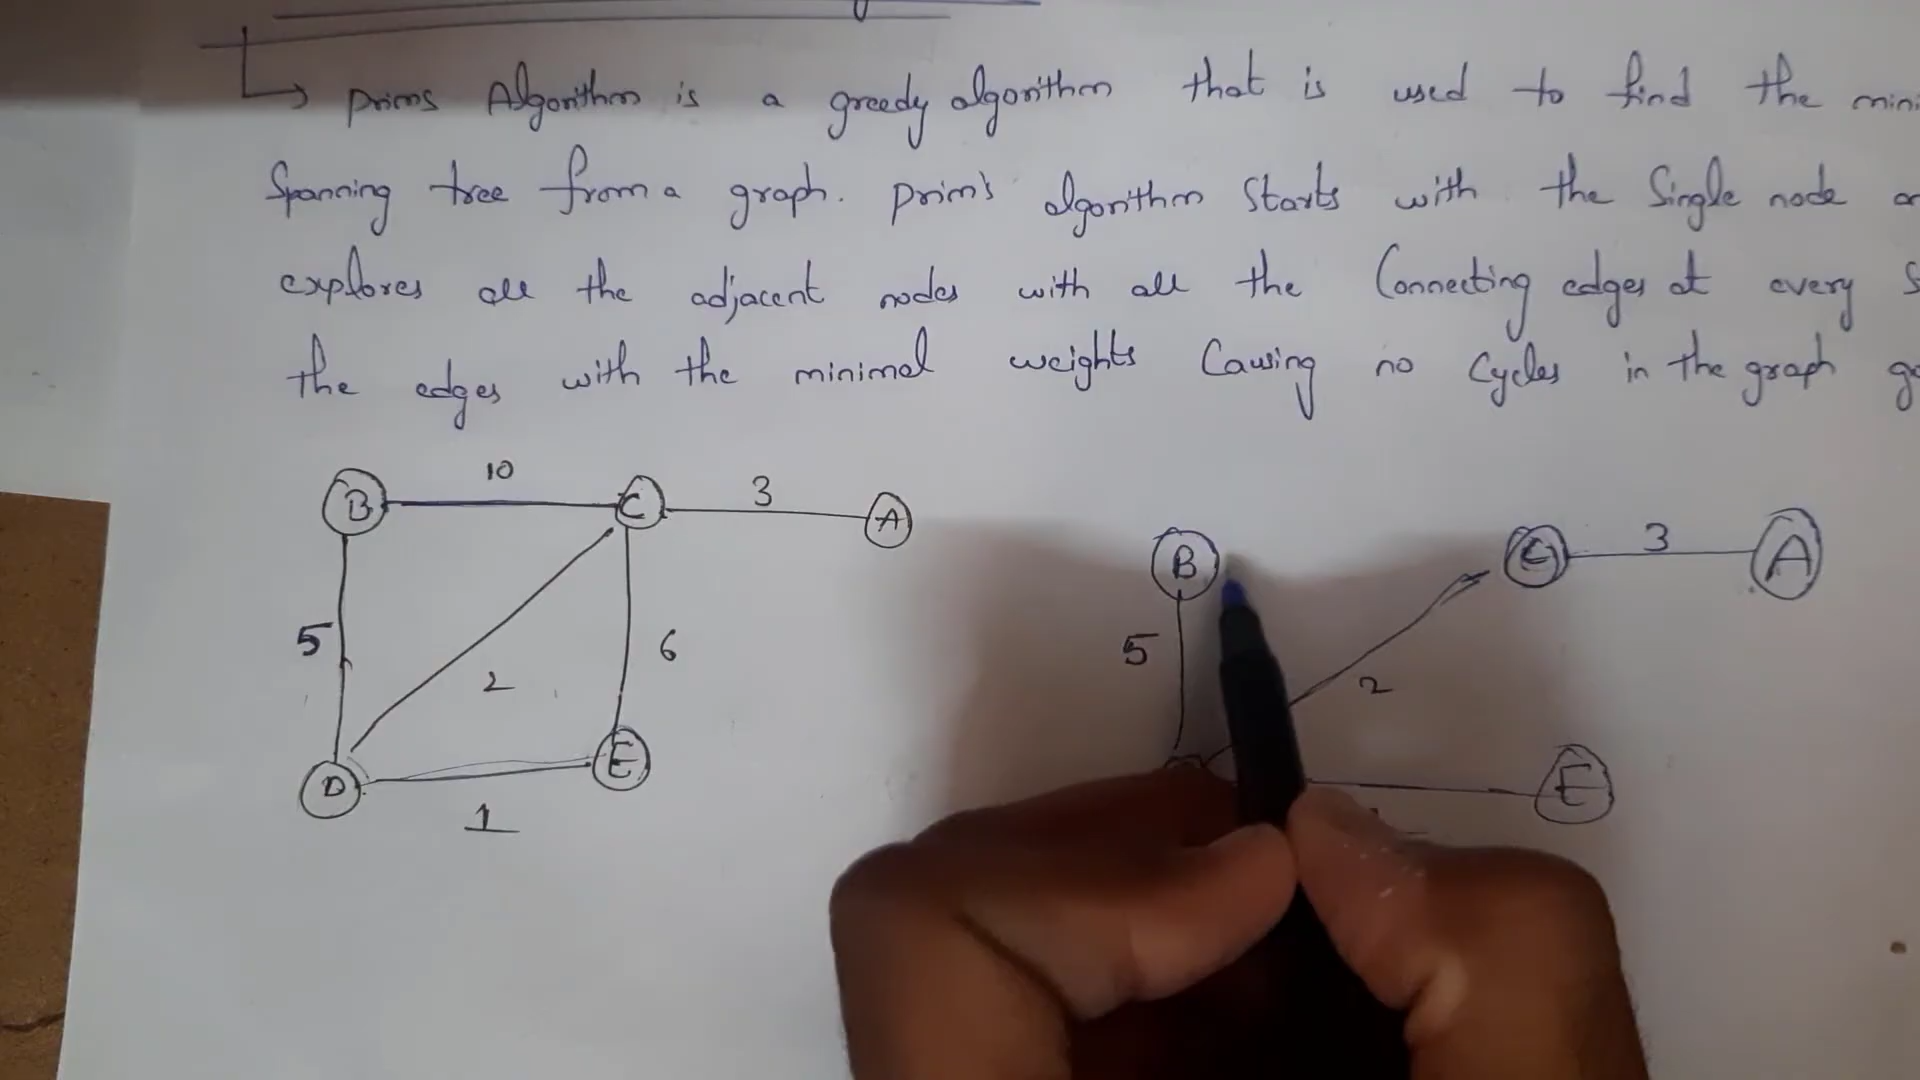 prims Algorithm is a greedy algorithm that is used to find the
Spanning tree from a graph. prim's algorithm starts with the Single node
explores all the adjacent nodes with all the Connecting edges at every
the edges with the minimal weights Causing no Cycles in the graph
B 10 C 3 A
5 2 6
D 1 E
B C 3 A
5 2
E